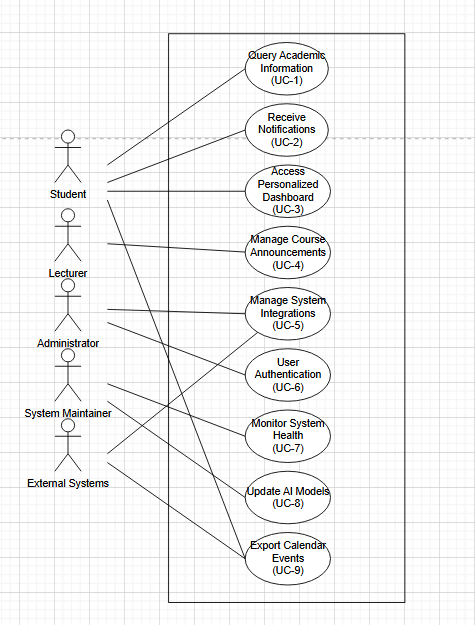 Query Academic
Information
(UC-1)
Receive
Notifications
(UC-2)
Access
Personalized
Dashboard
(UC-3)
Student
Manage Course
Announcements
(UC-4)
Lecturer
Manage System
Integrations
(UC-5)
Administrator
User
Authentication
(UC-6)
System Maintainer
Monitor System
Health
(UC-7)
External Systems
Update AI Models
(UC-8)
Export Calendar
Events
(UC-9)